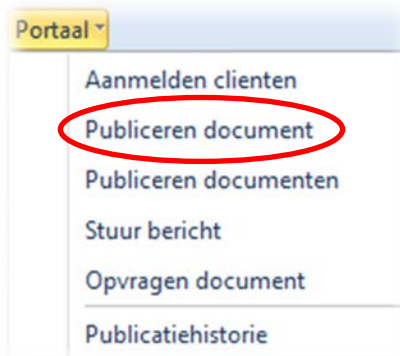 Portaal
Aanmelden clienten
Publiceren document
Publiceren documenten
Stuur bericht
Opvragen document
Publicatiehistorie